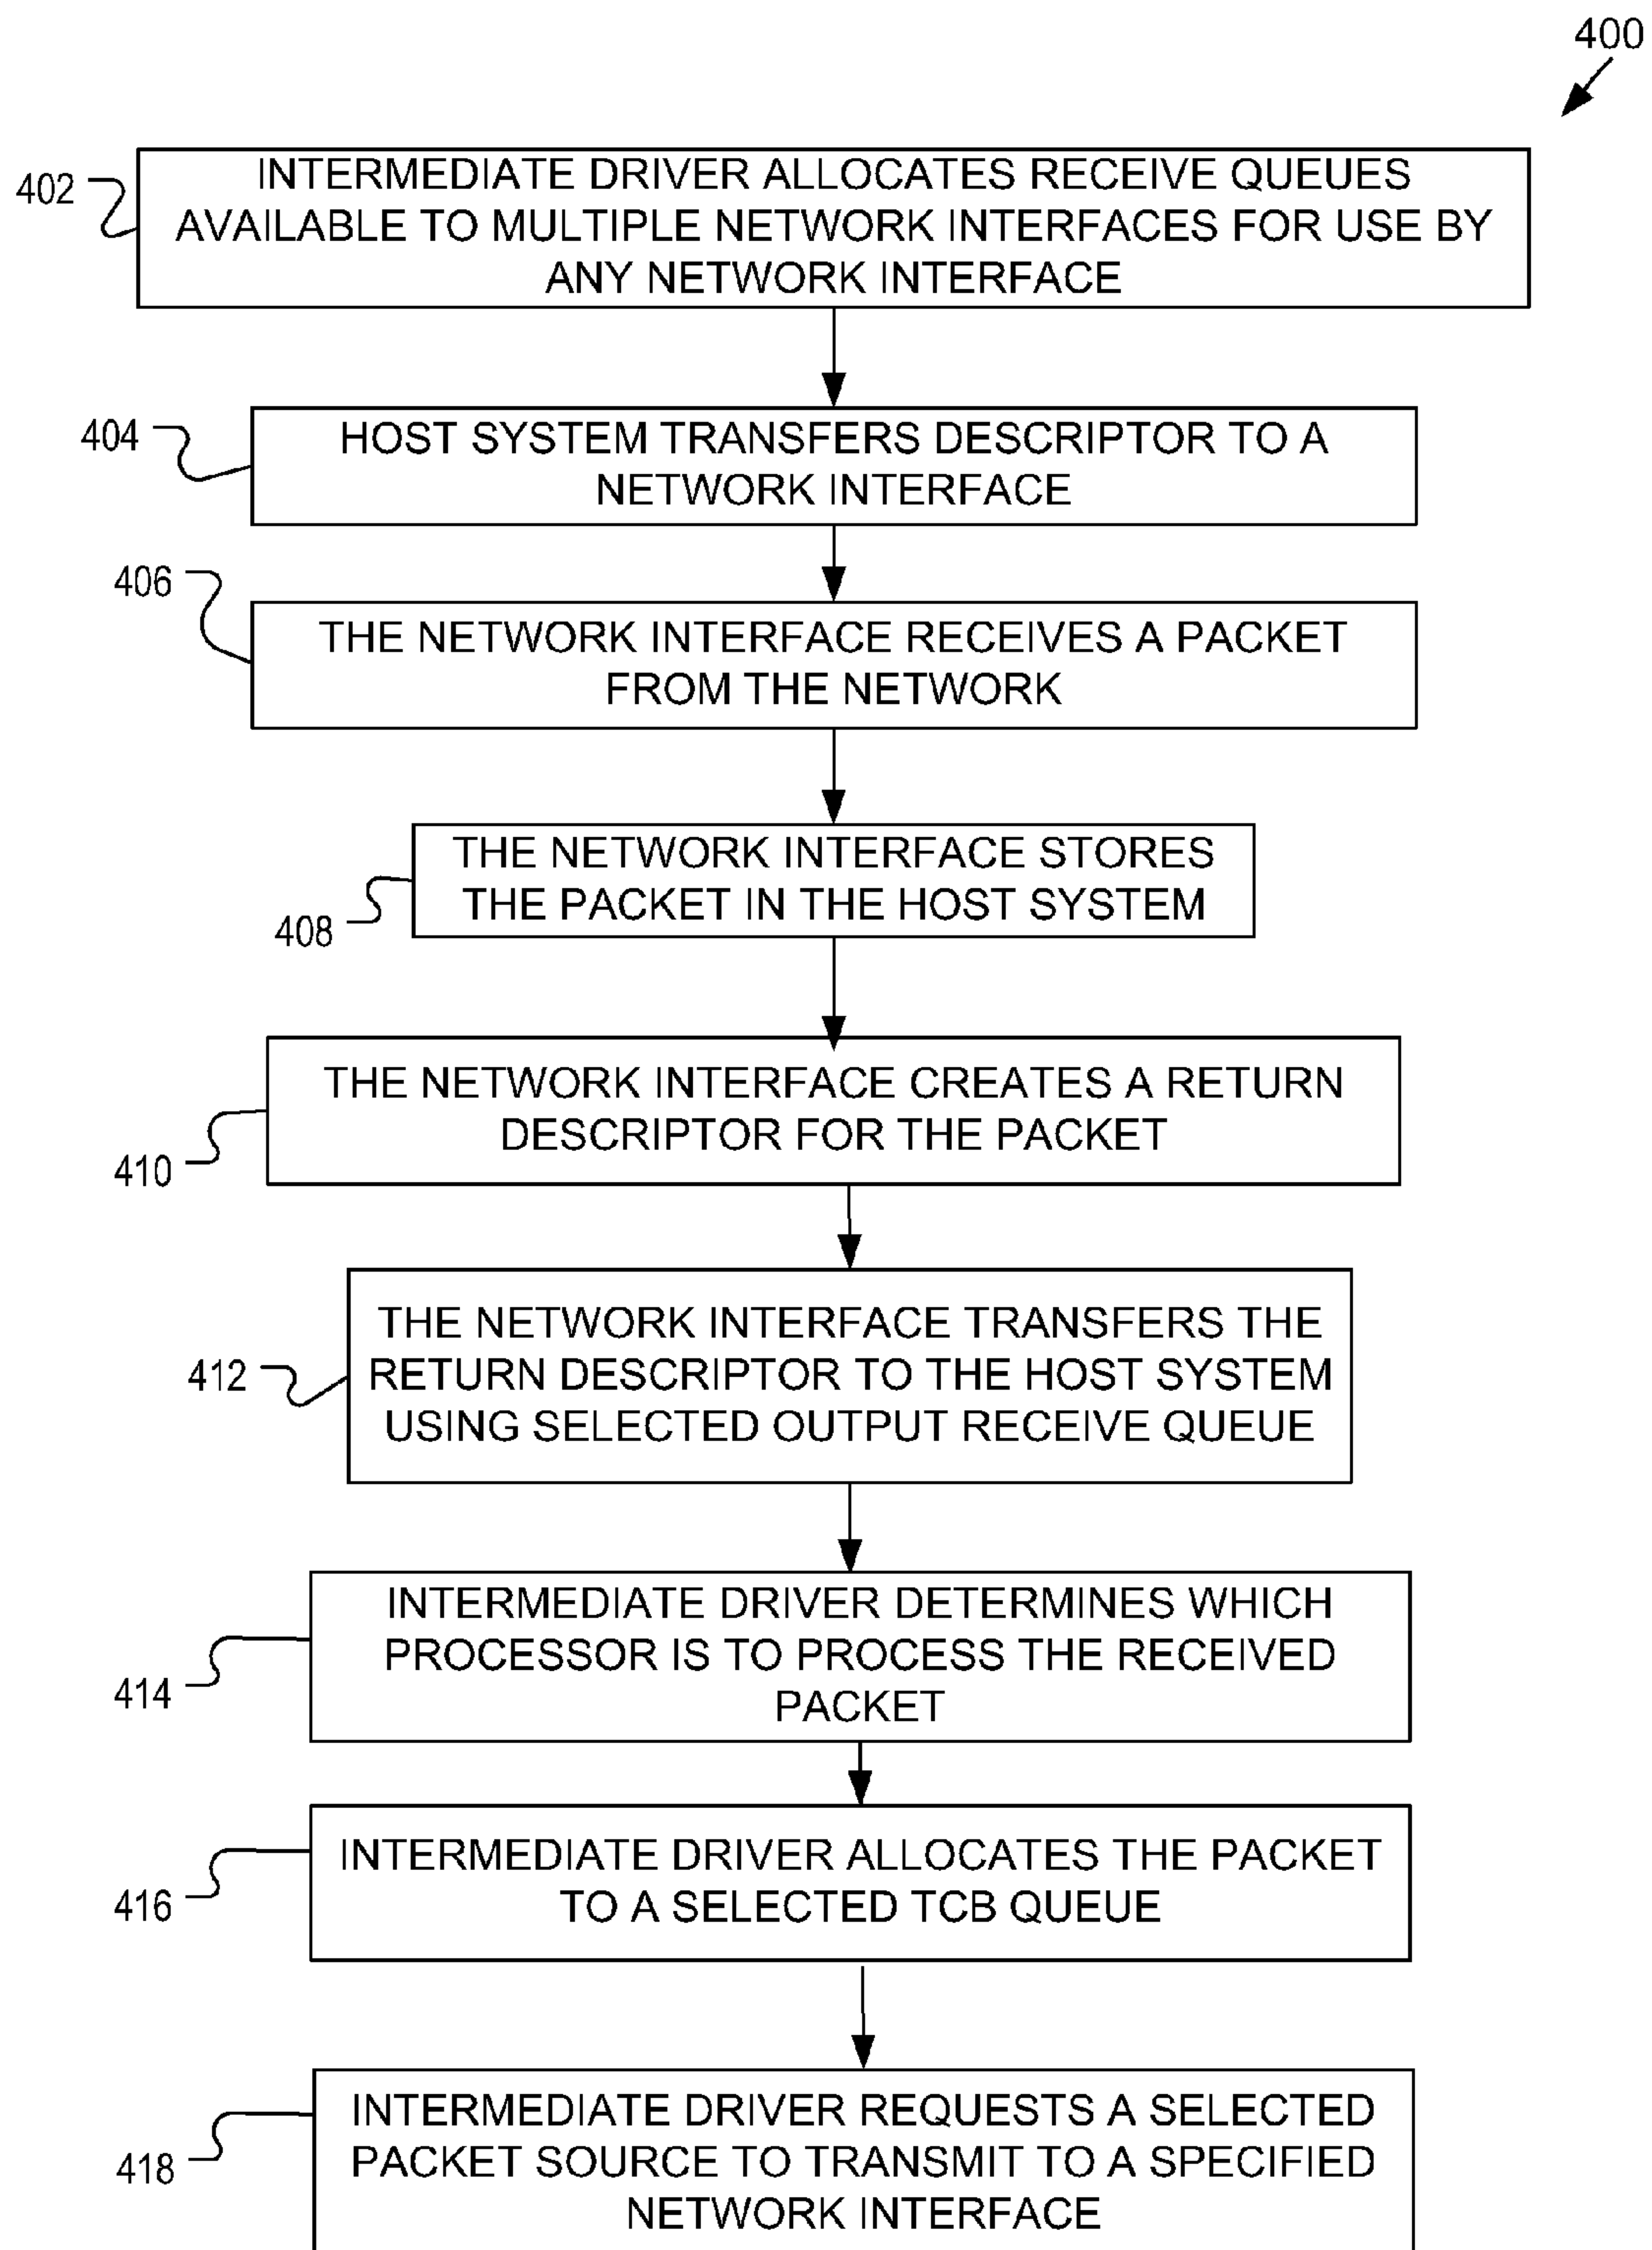 400
402
INTERMEDIATE DRIVER ALLOCATES RECEIVE QUEUES
AVAILABLE TO MULTIPLE NETWORK INTERFACES FOR USE BY
ANY NETWORK INTERFACE
404
HOST SYSTEM TRANSFERS DESCRIPTOR TO A
NETWORK INTERFACE
406
THE NETWORK INTERFACE RECEIVES A PACKET
FROM THE NETWORK
408
THE NETWORK INTERFACE STORES
THE PACKET IN THE HOST SYSTEM
410
THE NETWORK INTERFACE CREATES A RETURN
DESCRIPTOR FOR THE PACKET
412
THE NETWORK INTERFACE TRANSFERS THE
RETURN DESCRIPTOR TO THE HOST SYSTEM
USING SELECTED OUTPUT RECEIVE QUEUE
414
INTERMEDIATE DRIVER DETERMINES WHICH
PROCESSOR IS TO PROCESS THE RECEIVED
PACKET
416
INTERMEDIATE DRIVER ALLOCATES THE PACKET
TO A SELECTED TCB QUEUE
418
INTERMEDIATE DRIVER REQUESTS A SELECTED
PACKET SOURCE TO TRANSMIT TO A SPECIFIED
NETWORK INTERFACE